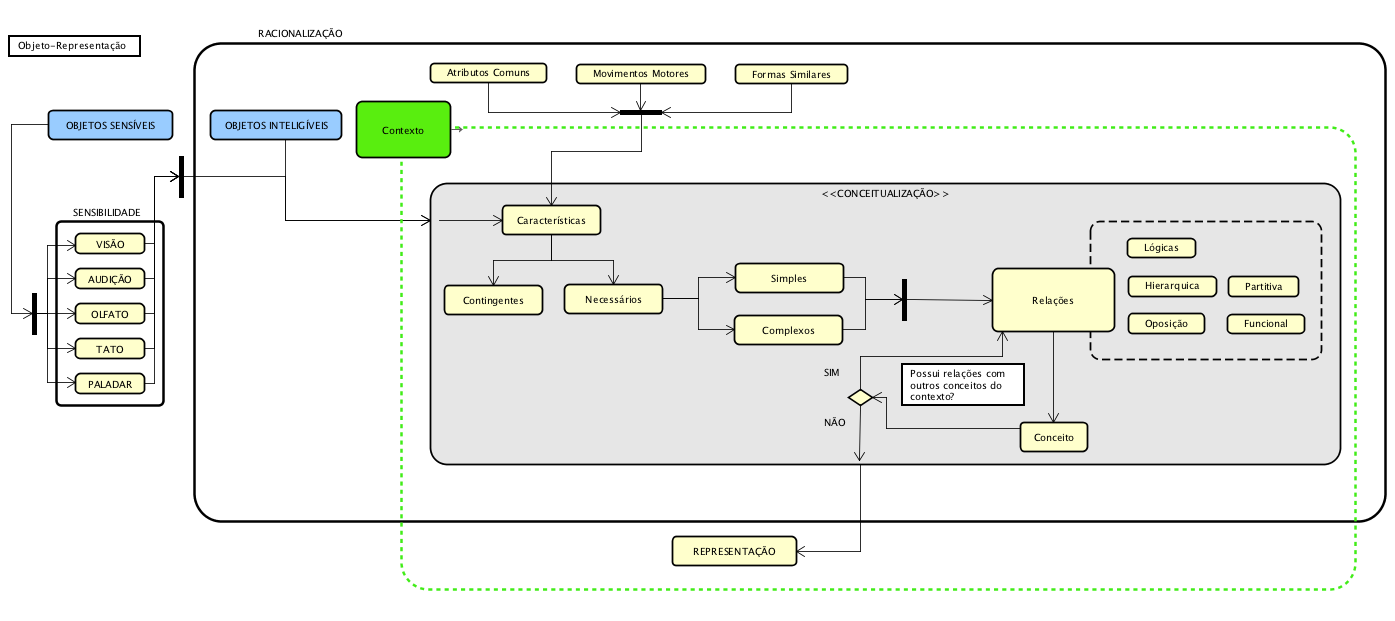 RACIONALIZAÇÃO
Objeto-Representação
Atributos Comuns
Movimentos Motores
Formas Similares
OBJETOS SENSÍVEIS
OBJETOS INTELIGÍVEIS
Contexto
<<CONCEITUALIZAÇÃO>>
SENSIBILIDADE
Características
VISÃO
AUDIÇÃO
OLFATO
TATO
PALADAR
Contingentes
Necessários
Simples
Complexos
Relações
Lógicas
Hierarquica
Partitiva
Oposição
Funcional
SIM
Possui relações com
outros conceitos do
contexto?
NÃO
Conceito
REPRESENTAÇÃO